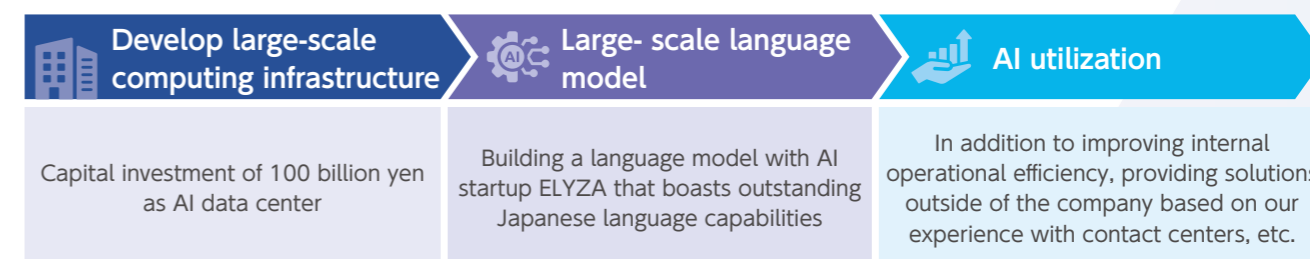 Develop large-scale
computing infrastructure
AI
Large- scale language
model
AI utilization
Capital investment of 100 billion yen
as AI data center
Building a language model with AI
startup ELYZA that boasts outstanding
Japanese language capabilities
In addition to improving internal
operational efficiency, providing solutions
outside of the company based on our
experience with contact centers, etc.